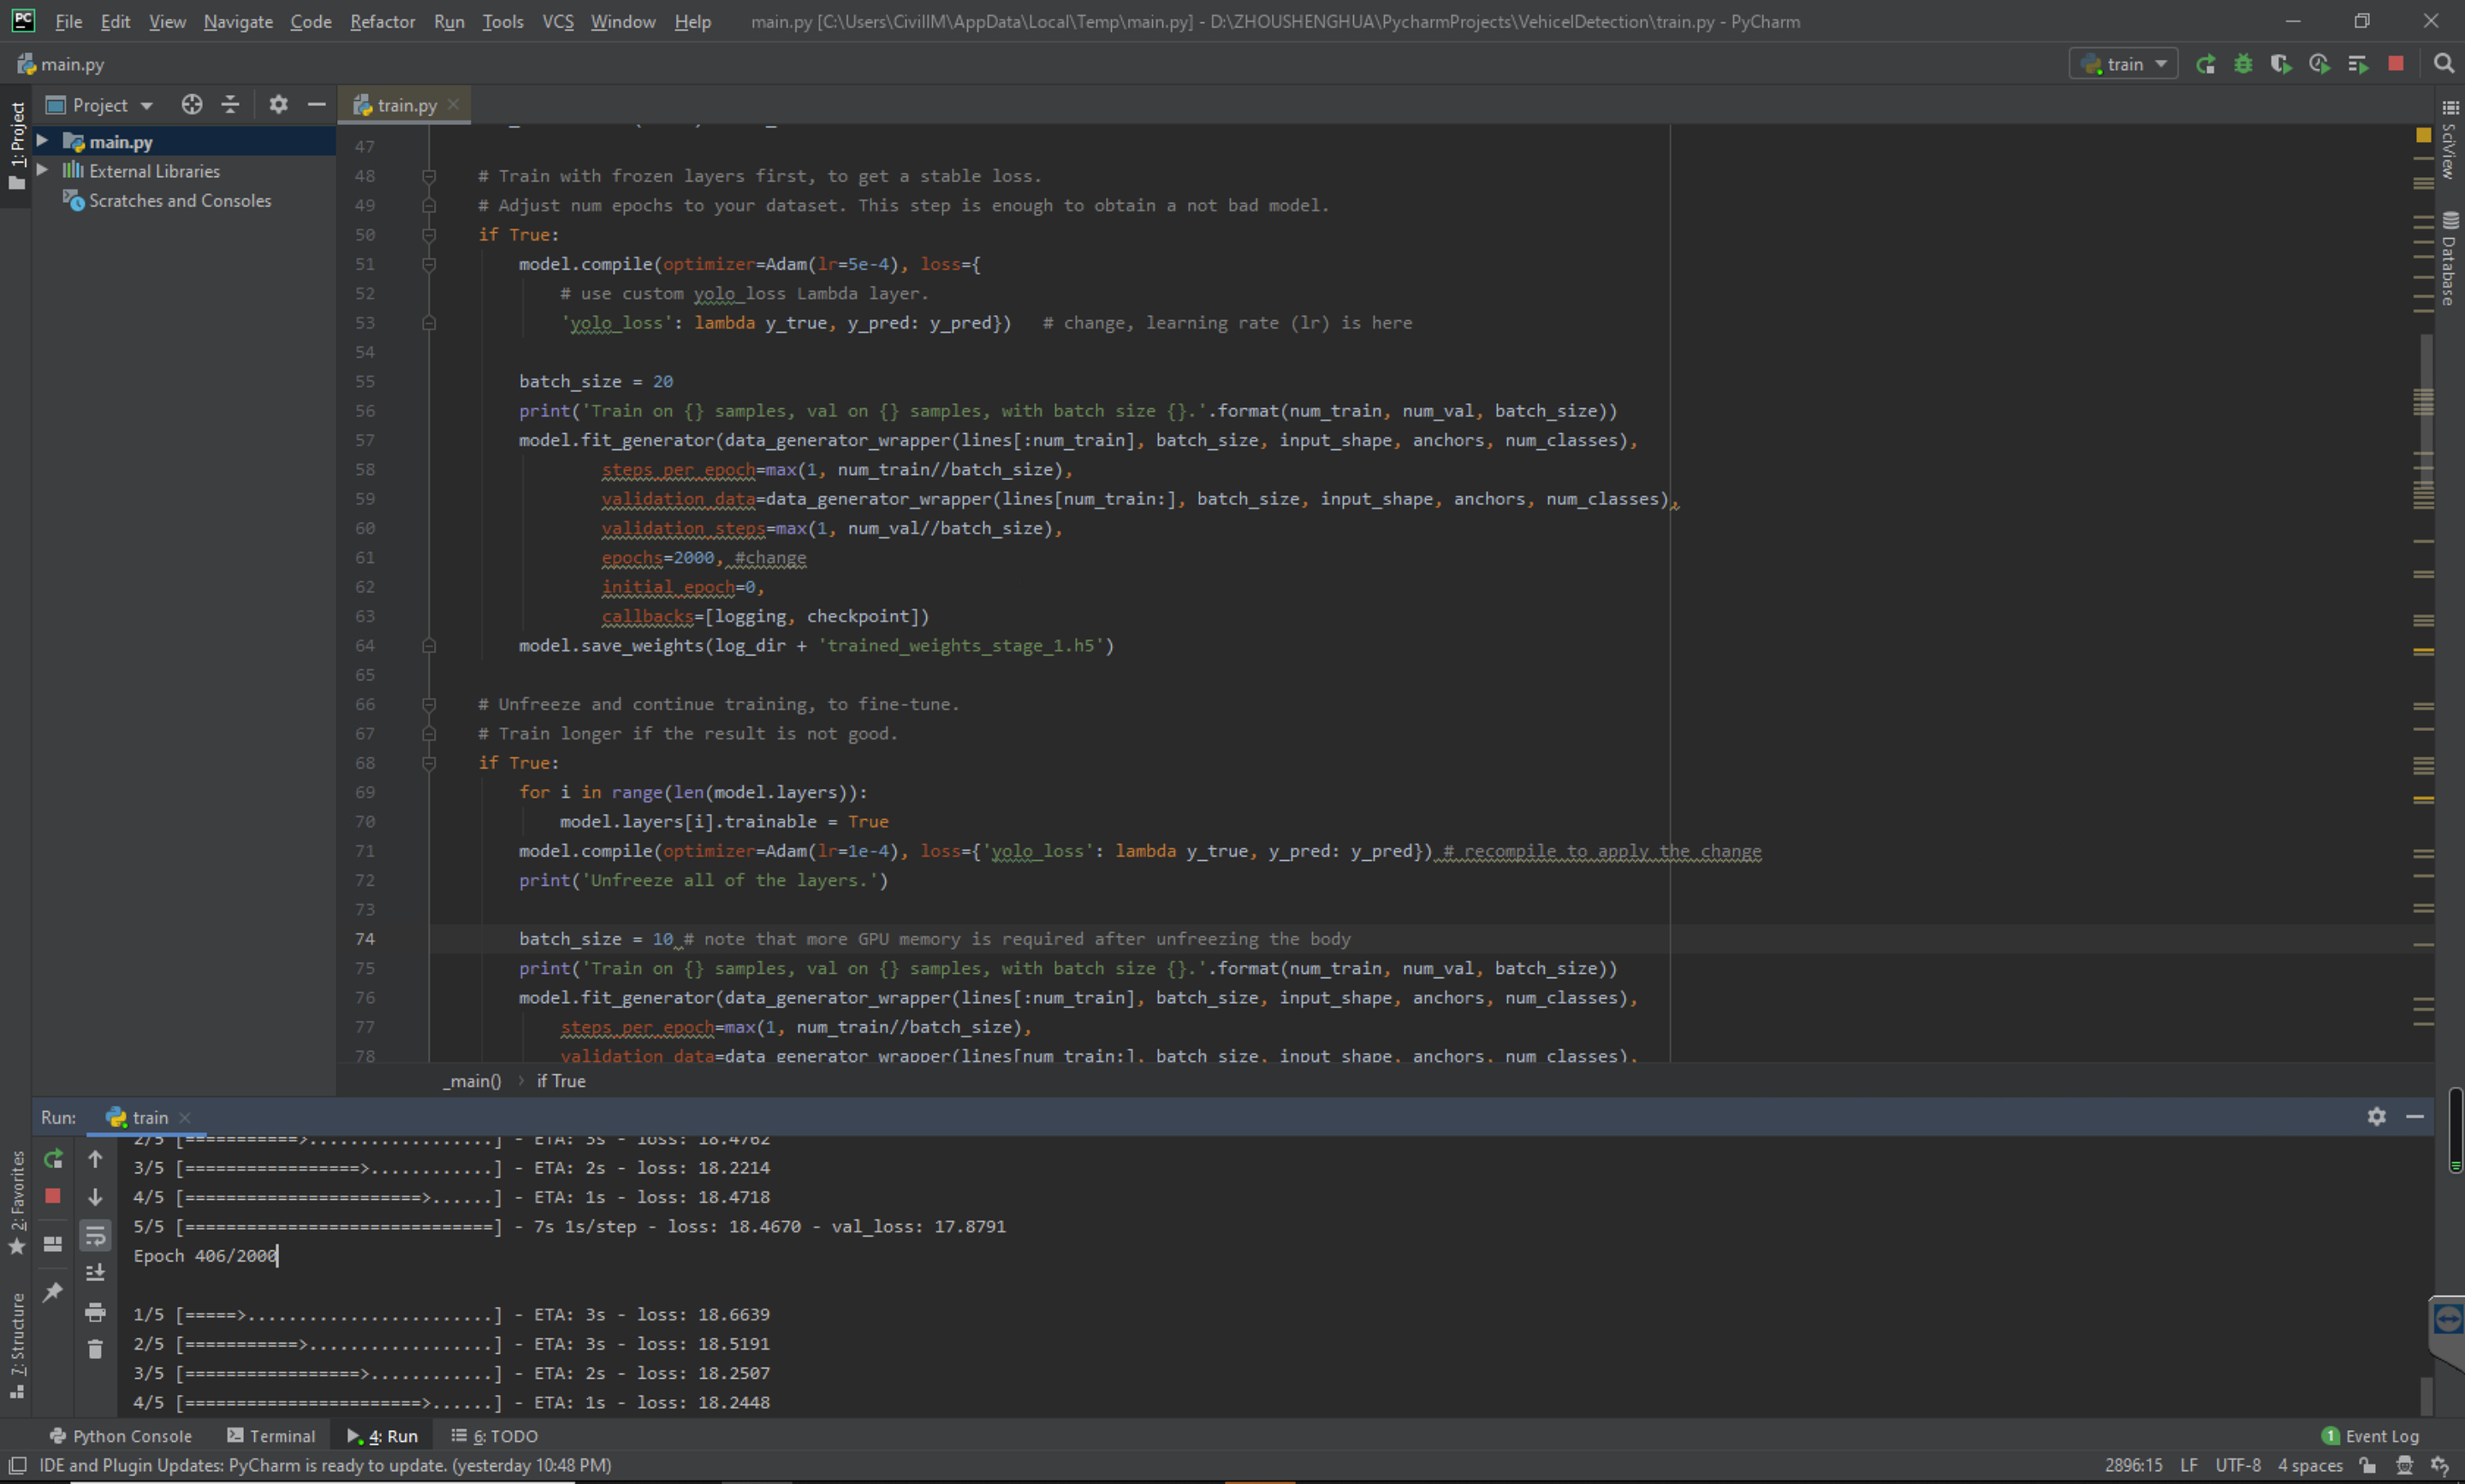 PC File Edit View Navigate Code Refactor Run Tools VCS Window Help main.py [C:\Users\CivilIM\AppData\Local\Temp\main.py] - D:\ZHOUSHENGHUA\PycharmProjects\VehicelDetection\train.py - PyCharm
main.py
train
1: Project
Project
main.py
External Libraries
Scratches and Consoles
train.py
47
48 # Train with frozen layers first, to get a stable loss.
49 # Adjust num epochs to your dataset. This step is enough to obtain a not bad model.
50 if True:
51 model.compile(optimizer=Adam(lr=5e-4), loss={
52 # use custom yolo_loss Lambda layer.
53 'yolo_loss': lambda y_true, y_pred: y_pred}) # change, learning rate (lr) is here
54
55 batch_size = 20
56 print('Train on {} samples, val on {} samples, with batch size {}.'.format(num_train, num_val, batch_size))
57 model.fit_generator(data_generator_wrapper(lines[:num_train], batch_size, input_shape, anchors, num_classes),
58 steps_per_epoch=max(1, num_train//batch_size),
59 validation_data=data_generator_wrapper(lines[num_train:], batch_size, input_shape, anchors, num_classes),
60 validation_steps=max(1, num_val//batch_size),
61 epochs=2000, #change
62 initial_epoch=0,
63 callbacks=[logging, checkpoint])
64 model.save_weights(log_dir + 'trained_weights_stage_1.h5')
65
66 # Unfreeze and continue training, to fine-tune.
67 # Train longer if the result is not good.
68 if True:
69 for i in range(len(model.layers)):
70 model.layers[i].trainable = True
71 model.compile(optimizer=Adam(lr=1e-4), loss={'yolo_loss': lambda y_true, y_pred: y_pred}) # recompile to apply the change
72 print('Unfreeze all of the layers.')
73
74 batch_size = 10 # note that more GPU memory is required after unfreezing the body
75 print('Train on {} samples, val on {} samples, with batch size {}.'.format(num_train, num_val, batch_size))
76 model.fit_generator(data_generator_wrapper(lines[:num_train], batch_size, input_shape, anchors, num_classes),
77 steps_per_epoch=max(1, num_train//batch_size),
78 validation_data=data_generator_wrapper(lines[num_train:], batch_size, input_shape, anchors, num_classes),
_main() › if True
SciView
Database
Run: train
2/5 [===========>..................] - ETA: 3s - loss: 18.4762
3/5 [=================>............] - ETA: 2s - loss: 18.2214
4/5 [=======================>......] - ETA: 1s - loss: 18.4718
5/5 [==============================] - 7s 1s/step - loss: 18.4670 - val_loss: 17.8791
Epoch 406/2000
1/5 [=====>........................] - ETA: 3s - loss: 18.6639
2/5 [===========>..................] - ETA: 3s - loss: 18.5191
3/5 [=================>............] - ETA: 2s - loss: 18.2507
4/5 [=======================>......] - ETA: 1s - loss: 18.2448
2: Favorites
7: Structure
Python Console Terminal 4: Run 6: TODO 1 Event Log
IDE and Plugin Updates: PyCharm is ready to update. (yesterday 10:48 PM) 2896:15 LF UTF-8 4 spaces